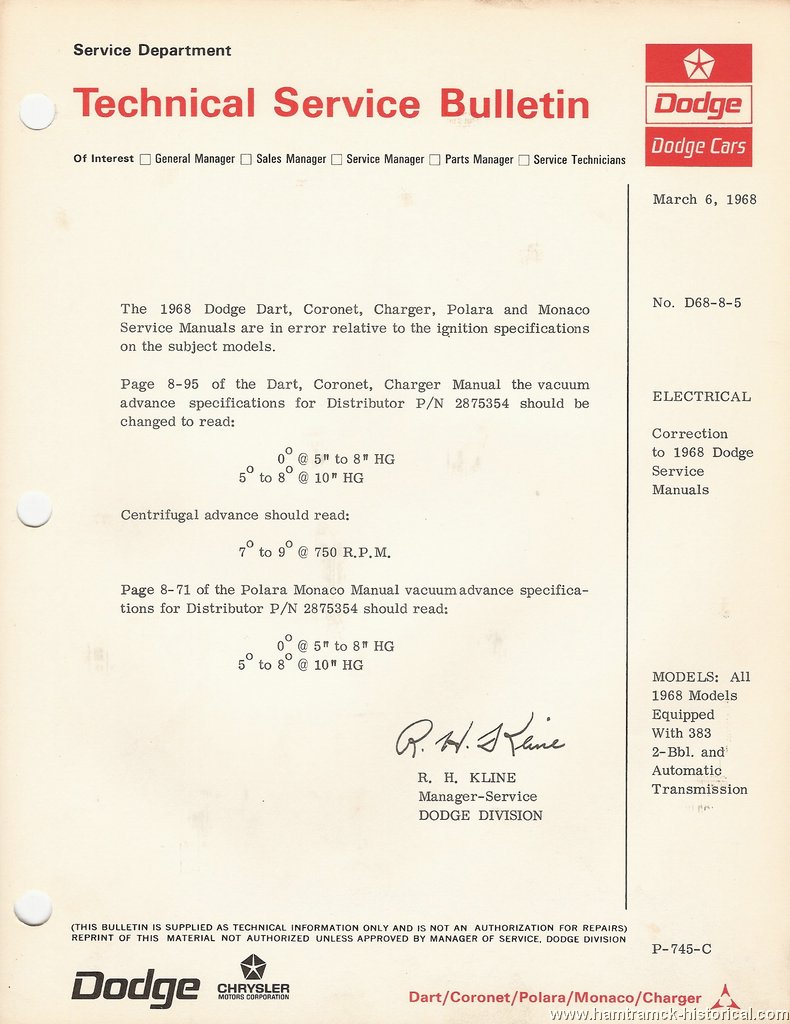 Service Department
Technical Service Bulletin
Dodge
Dodge Cars
Of Interest □ General Manager □ Sales Manager □ Service Manager □ Parts Manager □ Service Technicians
March 6, 1968
The 1968 Dodge Dart, Coronet, Charger, Polara and Monaco
Service Manuals are in error relative to the ignition specifications
on the subject models.
Page 8-95 of the Dart, Coronet, Charger Manual the vacuum
advance specifications for Distributor P/N 2875354 should be
changed to read:
0° @ 5" to 8" HG
5° to 8° @ 10" HG
Centrifugal advance should read:
7° to 9° @ 750 R.P.M.
Page 8-71 of the Polara Monaco Manual vacuum advance specifica-
tions for Distributor P/N 2875354 should read:
0° @ 5" to 8" HG
5° to 8° @ 10" HG
R. H. Kline
R. H. KLINE
Manager-Service
DODGE DIVISION
No. D68-8-5
ELECTRICAL
Correction
to 1968 Dodge
Service
Manuals
MODELS: All
1968 Models
Equipped
With 383
2-Bbl. and
Automatic
Transmission
(THIS BULLETIN IS SUPPLIED AS TECHNICAL INFORMATION ONLY AND IS NOT AN AUTHORIZATION FOR REPAIRS)
REPRINT OF THIS MATERIAL NOT AUTHORIZED UNLESS APPROVED BY MANAGER OF SERVICE, DODGE DIVISION
P-745-C
Dodge
CHRYSLER
MOTORS CORPORATION
Dart/Coronet/Polara/Monaco/Charger
www.hamtramck-historical.com